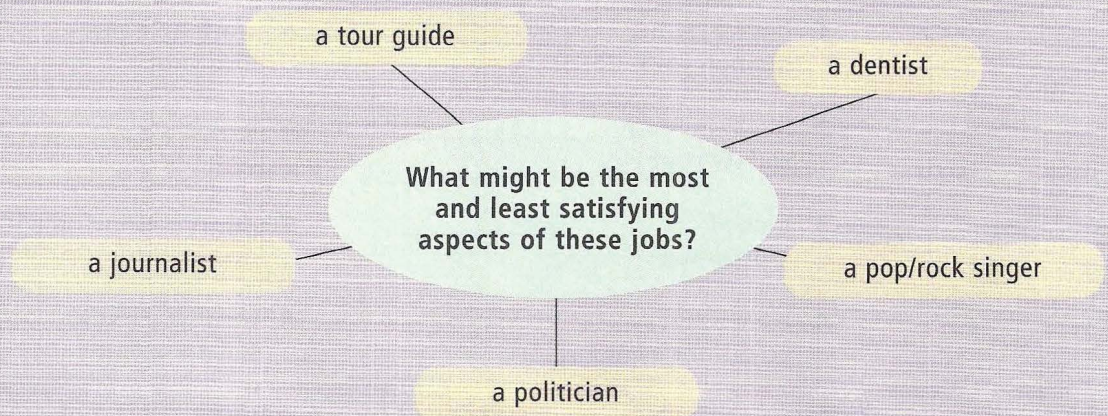 a tour guide
a dentist
What might be the most
and least satisfying
aspects of these jobs?
a journalist
a pop/rock singer
a politician